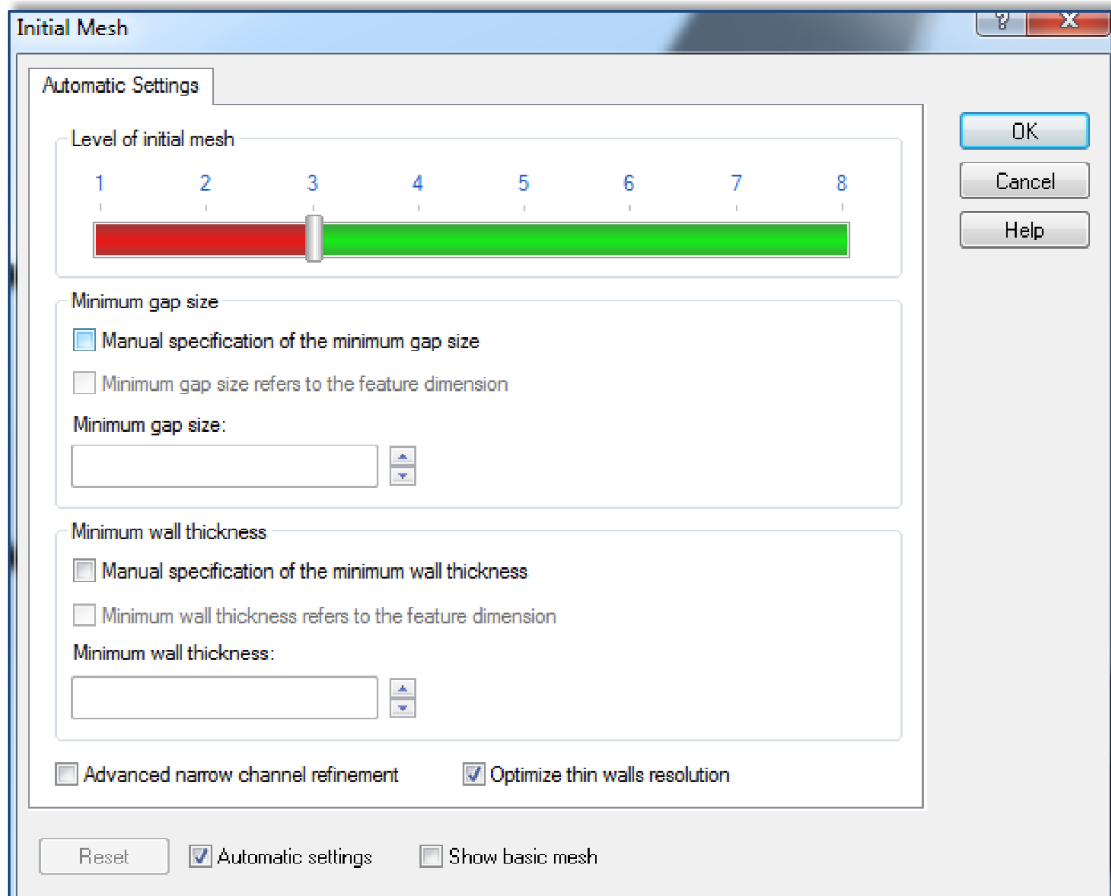 Initial Mesh
?
X
Automatic Settings
OK
Cancel
Help
Level of initial mesh
1 2 3 4 5 6 7 8
Minimum gap size
Manual specification of the minimum gap size
Minimum gap size refers to the feature dimension
Minimum gap size:
Minimum wall thickness
Manual specification of the minimum wall thickness
Minimum wall thickness refers to the feature dimension
Minimum wall thickness:
Advanced narrow channel refinement Optimize thin walls resolution
Reset Automatic settings Show basic mesh